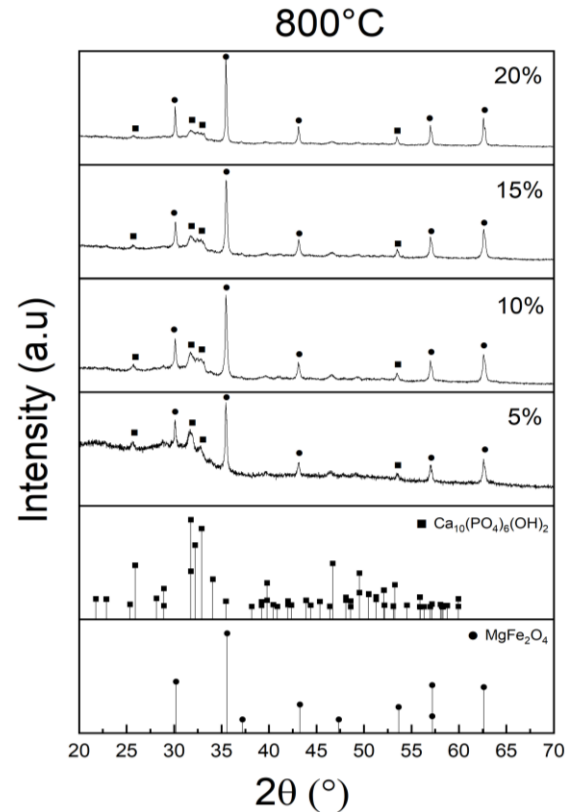 800°C
20%
15%
10%
5%
■ Ca₁₀(PO₄)₆(OH)₂
● MgFe₂O₄
Intensity (a.u)
20 25 30 35 40 45 50 55 60 65 70
2θ (°)